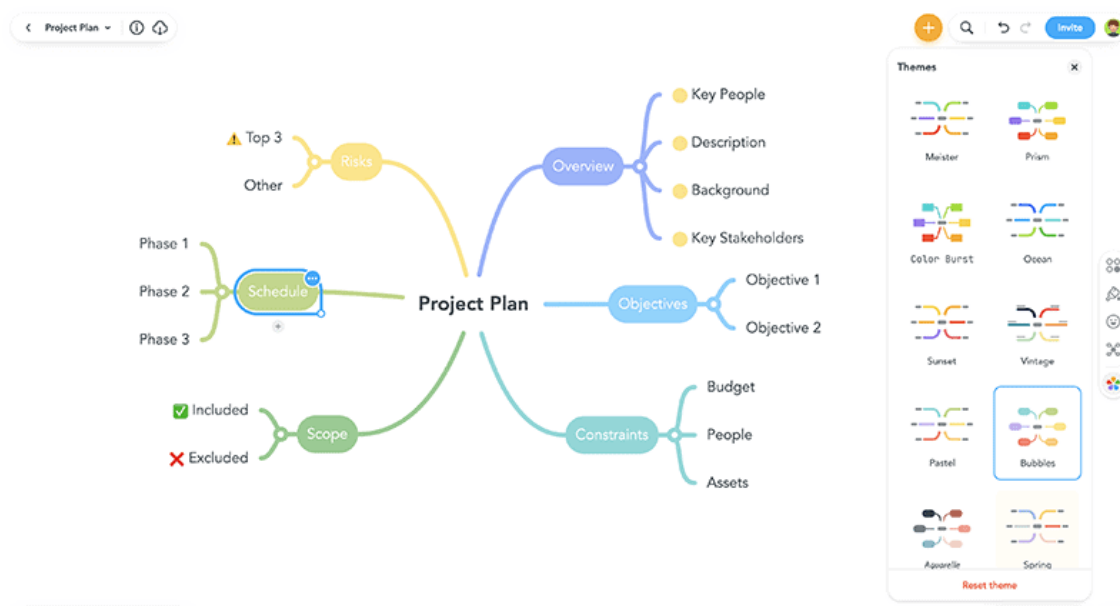 Project Plan
Invite
Themes
Meister
Prism
Color Burst
Ocean
Sunset
Vintage
Pastel
Bubbles
Aquarelle
Spring
Reset theme
Project Plan
Risks
Top 3
Other
Schedule
Phase 1
Phase 2
Phase 3
Scope
Included
Excluded
Overview
Key People
Description
Background
Key Stakeholders
Objectives
Objective 1
Objective 2
Constraints
Budget
People
Assets